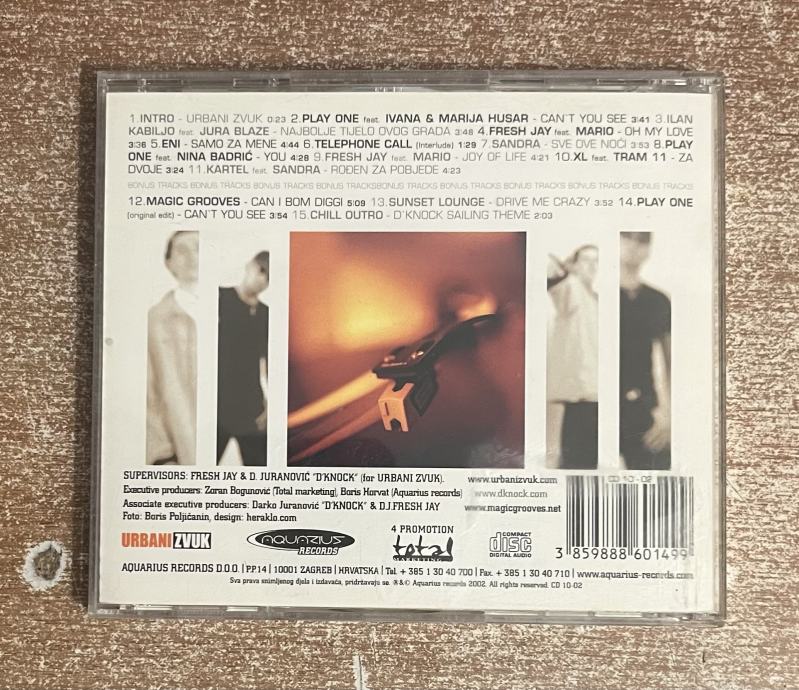 1.INTRO - URBANI ZVUK 0:23 2.PLAY ONE feat. IVANA & MARIJA HUSAR - CAN'T YOU SEE 3:41 3.ILAN
KABILJO feat. JURA BLAZE - NAJBOLJE TIJELO OVOG GRADA 3:48 4.FRESH JAY feat. MARIO - OH MY LOVE
3:36 5.ENI - SAMO ZA MENE 4:44 6.TELEPHONE CALL (Interlude) 1:29 7.SANDRA - SVE OVE NOĆI 3:53 8.PLAY
ONE feat. NINA BADRIĆ - YOU 4:28 9.FRESH JAY feat. MARIO - JOY OF LIFE 4:21 10.XL feat. TRAM 11 - ZA
DVOJE 3:24 11.KARTEL feat. SANDRA - ROĐEN ZA POBJEDE 4:23
BONUS TRACKS BONUS TRACKS BONUS TRACKS BONUS TRACKSBONUS TRACKS BONUS TRACKS BONUS TRACKS BONUS TRACKS BONUS TRACKS
12.MAGIC GROOVES - CAN I BOM DIGGI 5:09 13.SUNSET LOUNGE - DRIVE ME CRAZY 3:52 14.PLAY ONE
(original edit) - CAN'T YOU SEE 3:54 15.CHILL OUTRO - D'KNOCK SAILING THEME 2:03
SUPERVISORS: FRESH JAY & D. JURANOVIĆ "D'KNOCK" (for URBANI ZVUK).
Executive producers: Zoran Bogunović (Total marketing), Boris Horvat (Aquarius records)
Associate executive producers: Darko Juranović "D'KNOCK" & D.J.FRESH JAY
Foto: Boris Poljičanin, design: heraklo.com
www.urbanizvuk.com
www.dknock.com
www.magicgrooves.net
CD 10-02
3 859888 601499
URBANI ZVUK
AQUARIUS RECORDS
4 PROMOTION
total
MARKETING
COMPACT
disc
DIGITAL AUDIO
AQUARIUS RECORDS D.O.O. | P.P.14 | 10001 ZAGREB | HRVATSKA | Tel. + 385 1 30 40 700 | Fax. + 385 1 30 40 710 | www.aquarius-records.com
Sva prava snimljenog djela i izdavača, pridržavaju se. ℗&© Aquarius records 2002. All rights reserved. CD 10-02